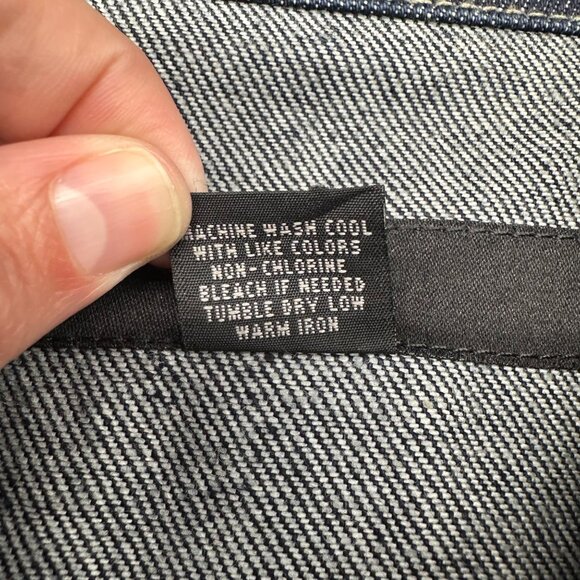 MACHINE WASH COOL
WITH LIKE COLORS
NON-CHLORINE
BLEACH IF NEEDED
TUMBLE DRY LOW
WARM IRON